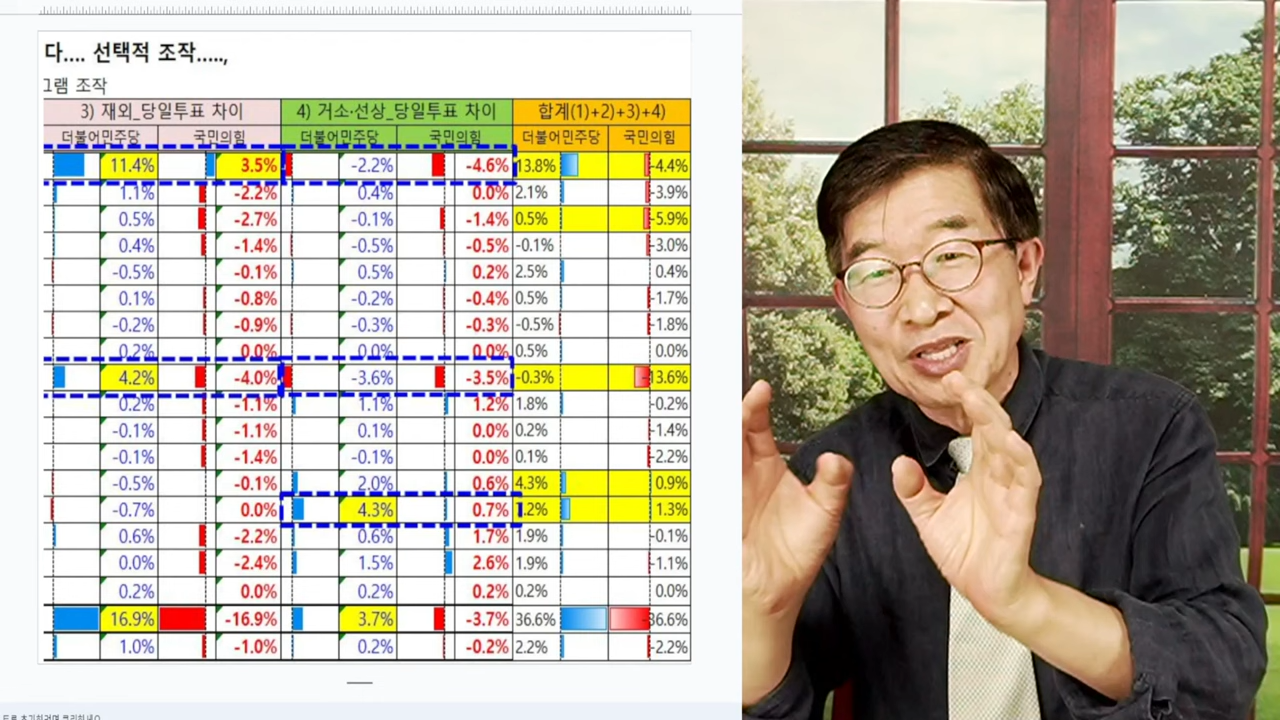 다.... 선택적 조작.....,
1램 조작
3) 재외_당일투표 차이 4) 거소·선상_당일투표 차이 합계(1)+2)+3)+4)
더불어민주당 국민의힘 더불어민주당 국민의힘 더불어민주당 국민의힘
11.4% 3.5% -2.2% -4.6% 13.8% -4.4%
1.1% -2.2% 0.4% 0.0% 2.1% -3.9%
0.5% -2.7% -0.1% -1.4% 0.5% -5.9%
0.4% -1.4% -0.5% -0.5% -0.1% -3.0%
-0.5% -0.1% 0.5% 0.2% 2.5% 0.4%
0.1% -0.8% -0.2% -0.4% 0.5% -1.7%
-0.2% -0.9% -0.3% -0.3% -0.5% -1.8%
0.2% 0.0% 0.0% 0.0% 0.5% 0.0%
4.2% -4.0% -3.6% -3.5% -0.3% 13.6%
0.2% -1.1% 1.1% 1.2% 1.8% -0.2%
-0.1% -1.1% 0.1% 0.0% 0.2% -1.4%
-0.1% -1.4% -0.1% 0.0% 0.1% -2.2%
-0.5% -0.1% 2.0% 0.6% 4.3% 0.9%
-0.7% 0.0% 4.3% 0.7% .2% 1.3%
0.6% -2.2% 0.6% 1.7% 1.9% -0.1%
0.0% -2.4% 1.5% 2.6% 1.9% -1.1%
0.2% 0.0% 0.2% 0.2% 0.2% 0.0%
16.9% -16.9% 3.7% -3.7% 36.6% -36.6%
1.0% -1.0% 0.2% -0.2% 2.2% -2.2%